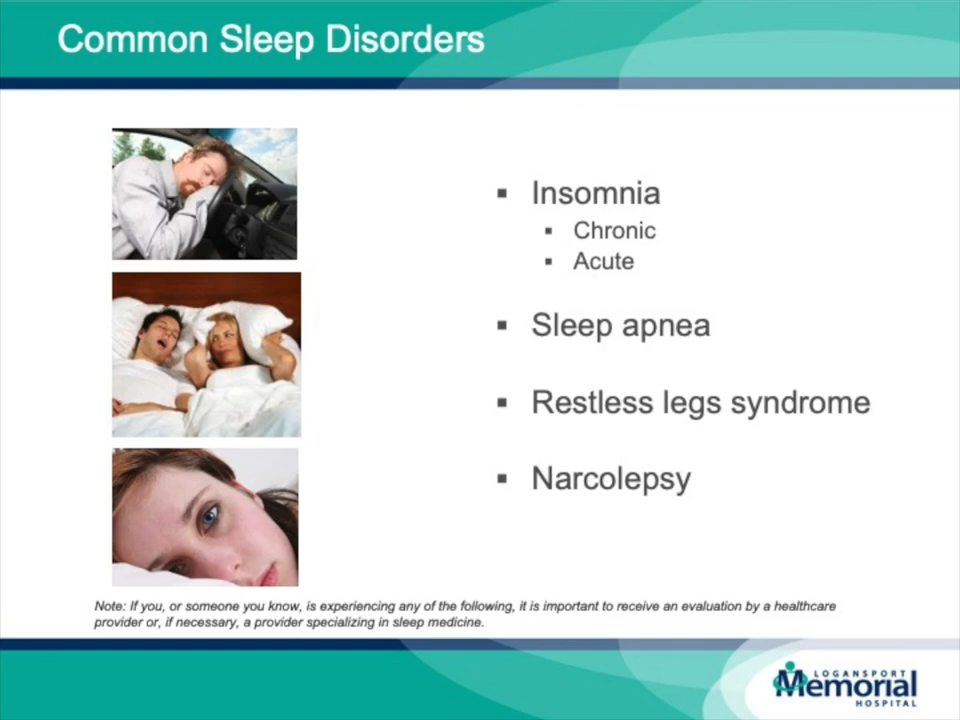 Common Sleep Disorders
Insomnia
Chronic
Acute
Sleep apnea
Restless legs syndrome
Narcolepsy
Note: If you, or someone you know, is experiencing any of the following, it is important to receive an evaluation by a healthcare
provider or, if necessary, a provider specializing in sleep medicine.
LOGANSPORT
Memorial
HOSPITAL